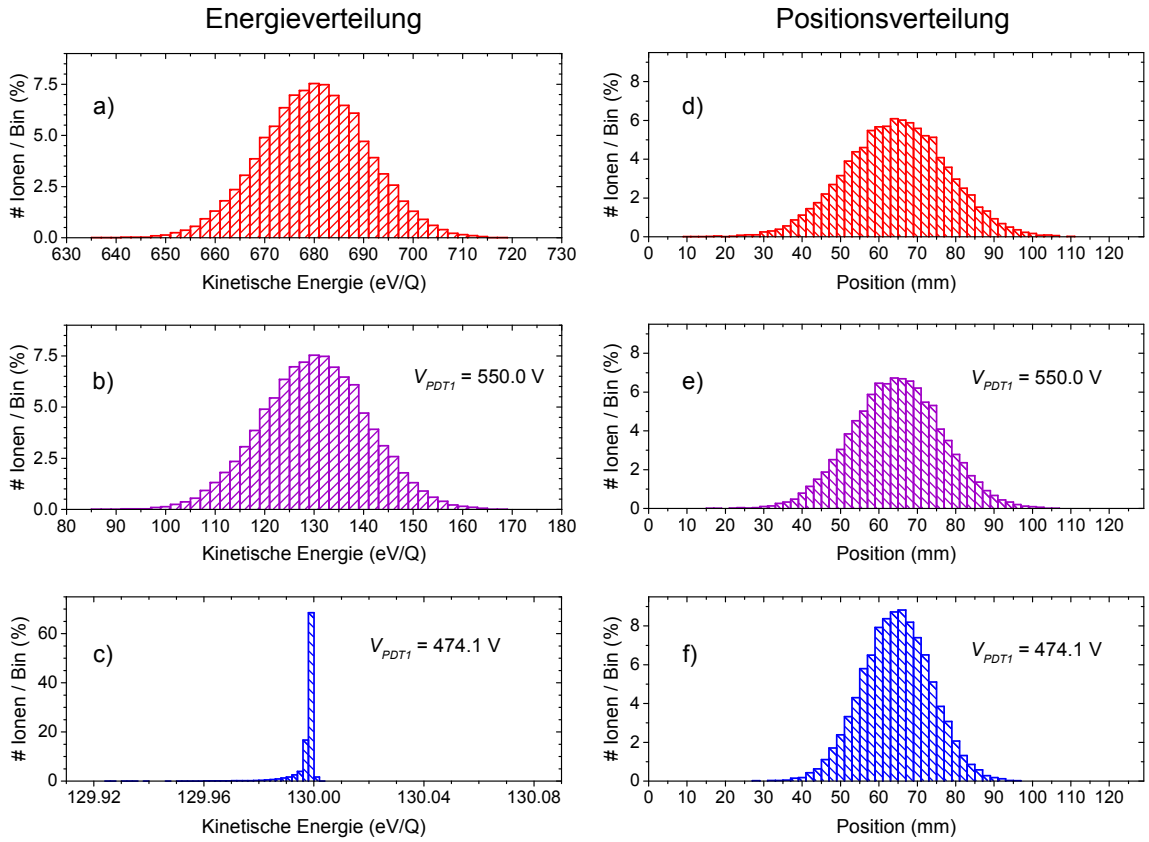 Energieverteilung
Positionsverteilung
a)
# Ionen / Bin (%)
7.5
5.0
2.5
0.0
630 640 650 660 670 680 690 700 710 720 730
Kinetische Energie (eV/Q)
d)
# Ionen / Bin (%)
8
6
4
2
0
0 10 20 30 40 50 60 70 80 90 100 110 120
Position (mm)
b)
V_PDT1 = 550.0 V
# Ionen / Bin (%)
7.5
5.0
2.5
0.0
80 90 100 110 120 130 140 150 160 170 180
Kinetische Energie (eV/Q)
e)
V_PDT1 = 550.0 V
# Ionen / Bin (%)
8
6
4
2
0
0 10 20 30 40 50 60 70 80 90 100 110 120
Position (mm)
c)
V_PDT1 = 474.1 V
# Ionen / Bin (%)
60
40
20
0
129.92 129.96 130.00 130.04 130.08
Kinetische Energie (eV/Q)
f)
V_PDT1 = 474.1 V
# Ionen / Bin (%)
8
6
4
2
0
0 10 20 30 40 50 60 70 80 90 100 110 120
Position (mm)